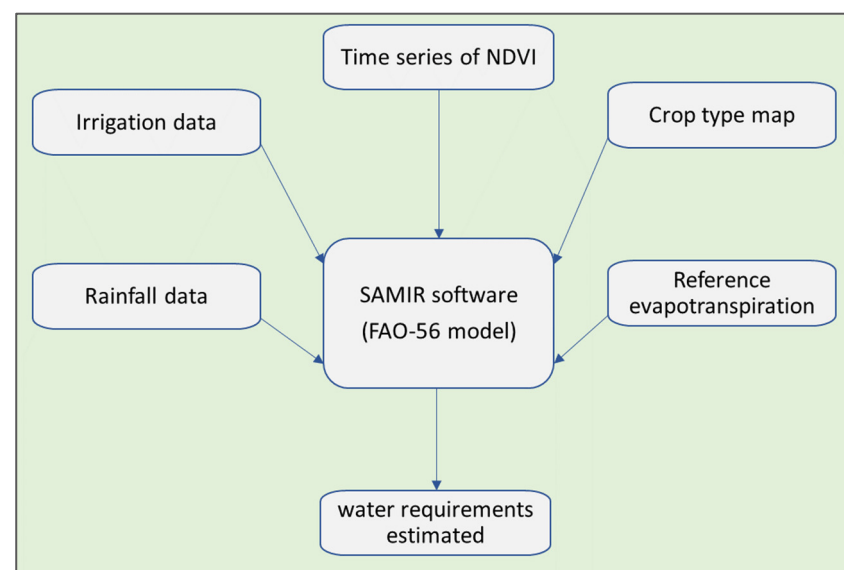 Time series of NDVI
Irrigation data
Crop type map
Rainfall data
SAMIR software
(FAO-56 model)
Reference
evapotranspiration
water requirements
estimated